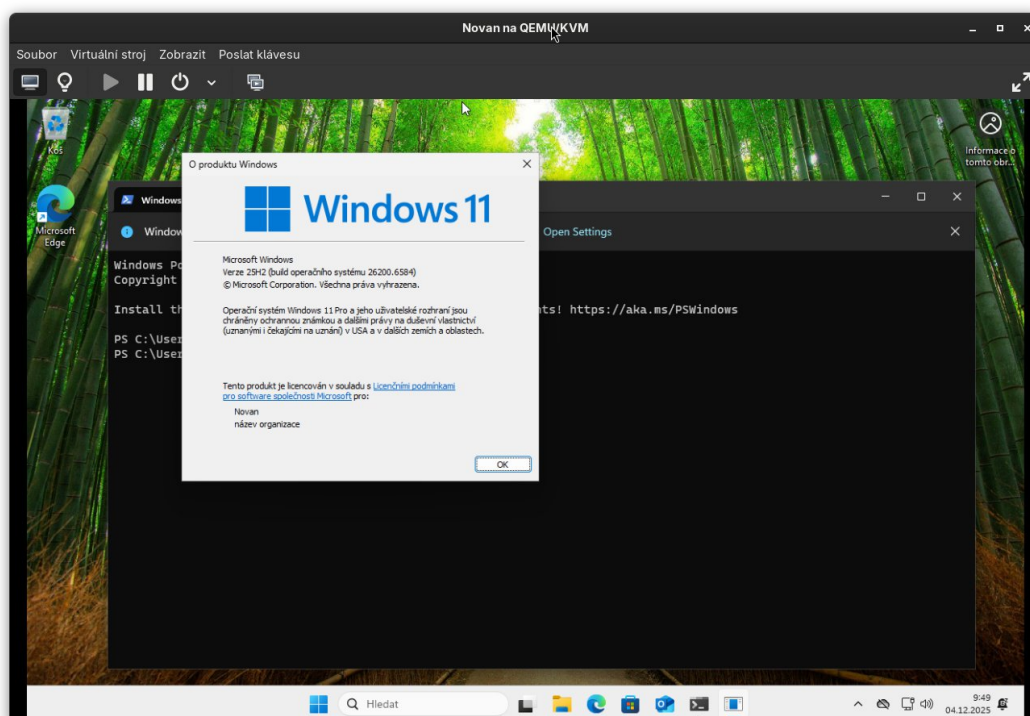 Novan na QEMU/KVM
Soubor Virtuální stroj Zobrazit Poslat klávesu
Koš
Informace o
tomto obr...
Microsoft
Edge
O produktu Windows
Windows 11
Microsoft Windows
Verze 25H2 (build operačního systému 26200.6584)
© Microsoft Corporation. Všechna práva vyhrazena.
Operační systém Windows 11 Pro a jeho uživatelské rozhraní jsou
chráněny ochrannou známkou a dalšími právy na duševní vlastnictví
(uznanými i čekajícími na uznání) v USA a v dalších zemích a oblastech.
Tento produkt je licencován v souladu s Licenčními podmínkami
pro software společnosti Microsoft pro:
Novan
název organizace
OK
Windows
Window
Open Settings
Windows Po
Copyright
Install th
nts! https://aka.ms/PSWindows
PS C:\User
PS C:\User
Hledat
9:49
04.12.2025